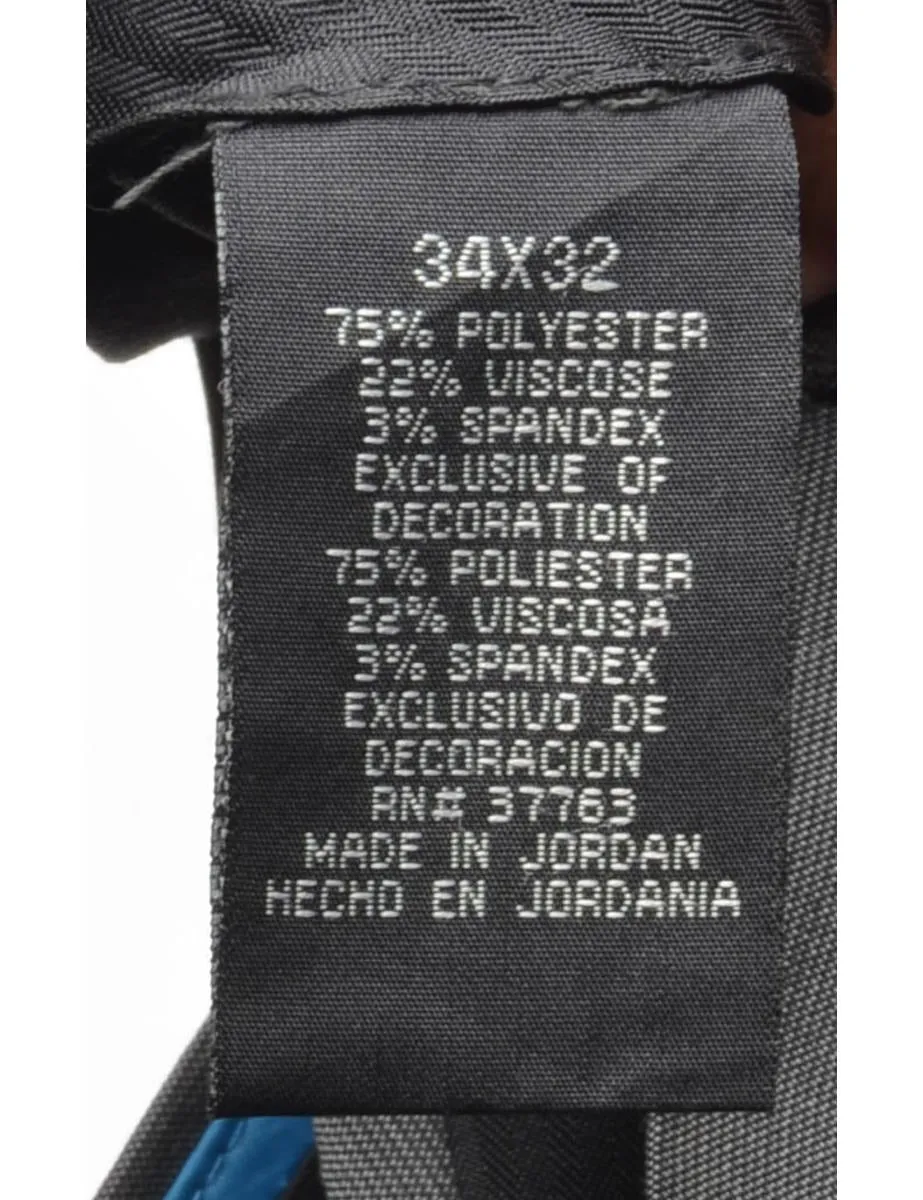 34X32
75% POLYESTER
22% VISCOSE
3% SPANDEX
EXCLUSIVE OF
DECORATION
75% POLIESTER
22% VISCOSA
3% SPANDEX
EXCLUSIVO DE
DECORACION
RN# 37763
MADE IN JORDAN
HECHO EN JORDANIA